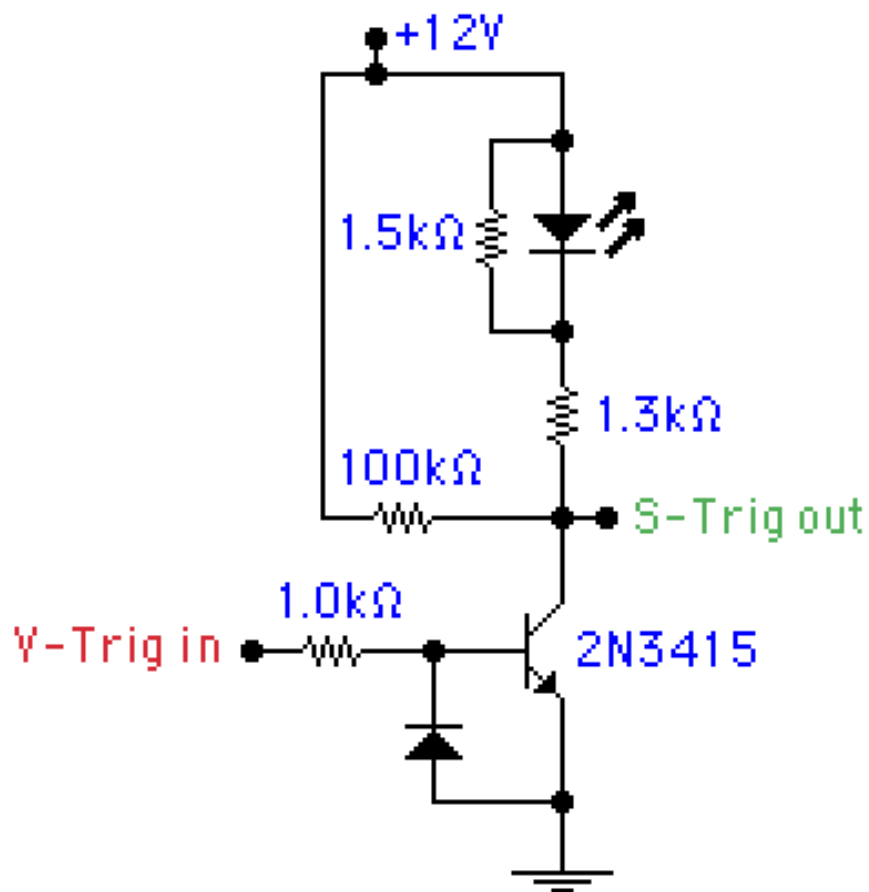 +12V
1.5kΩ
1.3kΩ
100kΩ
S-Trig out
1.0kΩ
V-Trig in
2N3415